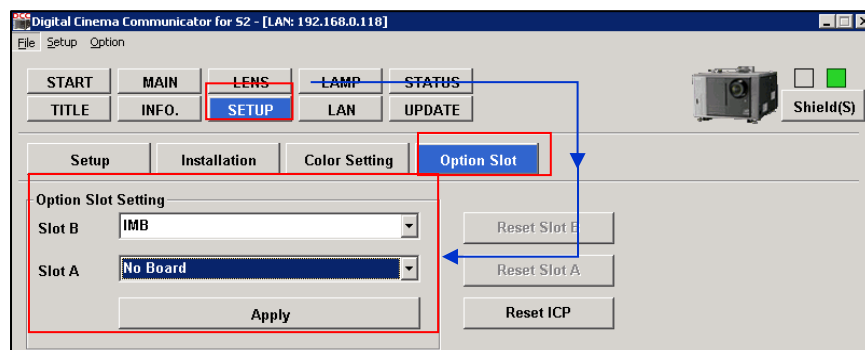 Digital Cinema Communicator for S2 - [LAN: 192.168.0.118]
File Setup Option
START MAIN LENS LAMP STATUS
TITLE INFO. SETUP LAN UPDATE
Shield(S)
Setup Installation Color Setting Option Slot
Option Slot Setting
Slot B IMB Reset Slot B
Slot A No Board Reset Slot A
Apply Reset ICP